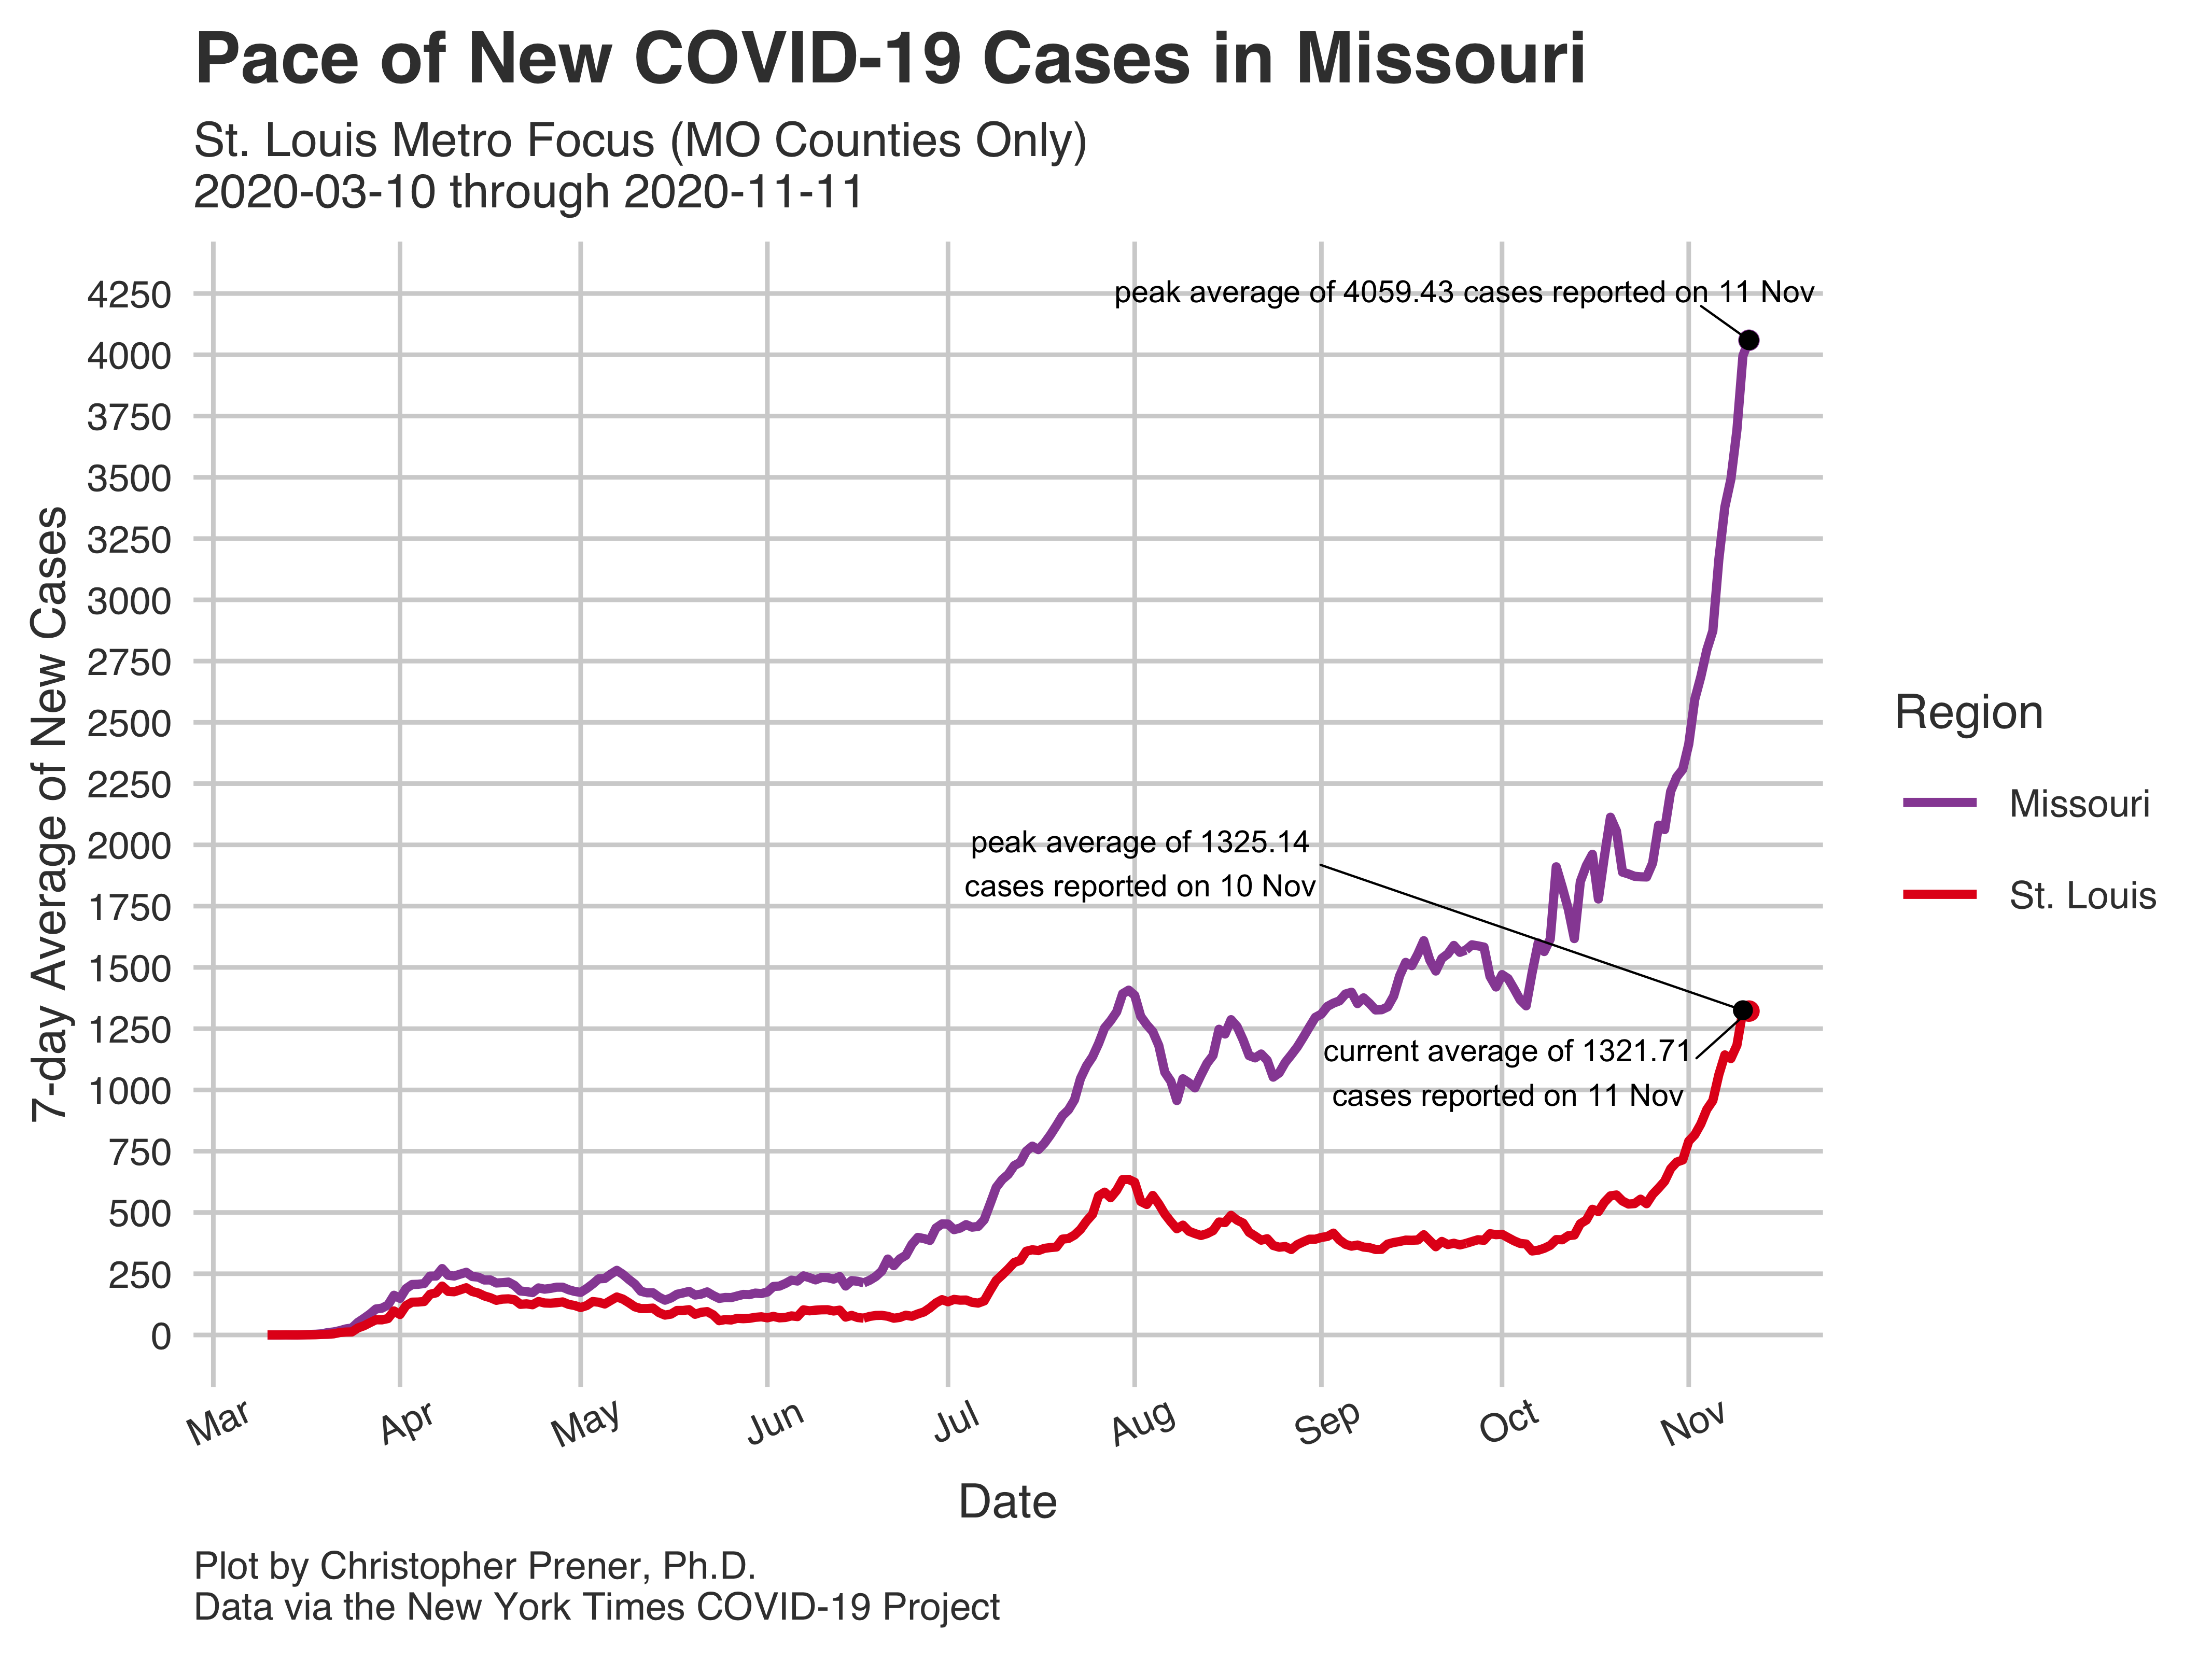 Pace of New COVID-19 Cases in Missouri
St. Louis Metro Focus (MO Counties Only)
2020-03-10 through 2020-11-11
7-day Average of New Cases
4250
4000
3750
3500
3250
3000
2750
2500
2250
2000
1750
1500
1250
1000
750
500
250
0
peak average of 4059.43 cases reported on 11 Nov
peak average of 1325.14
cases reported on 10 Nov
current average of 1321.71
cases reported on 11 Nov
Mar
Apr
May
Jun
Jul
Aug
Sep
Oct
Nov
Date
Region
Missouri
St. Louis
Plot by Christopher Prener, Ph.D.
Data via the New York Times COVID-19 Project